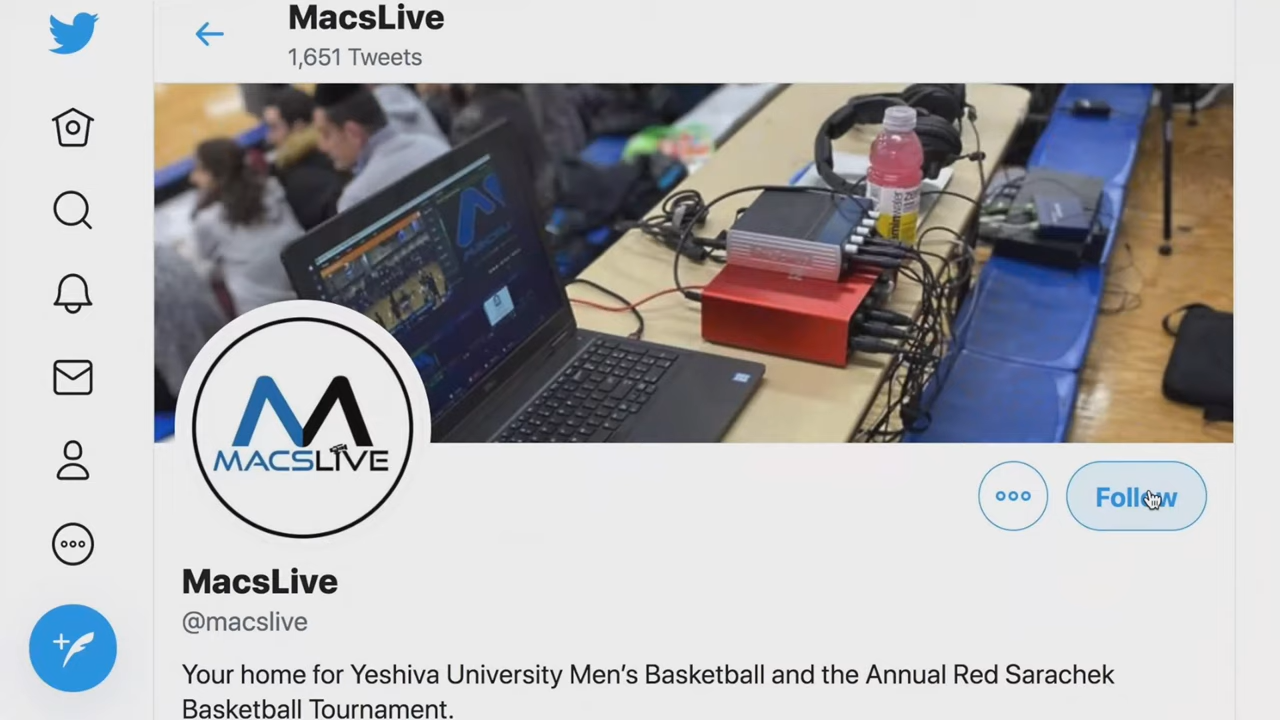 MacsLive
1,651 Tweets
MACSLIVE
Follow
MacsLive
@macslive
Your home for Yeshiva University Men's Basketball and the Annual Red Sarachek
Basketball Tournament.